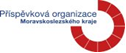 Příspěvková organizace
Moravskoslezského kraje